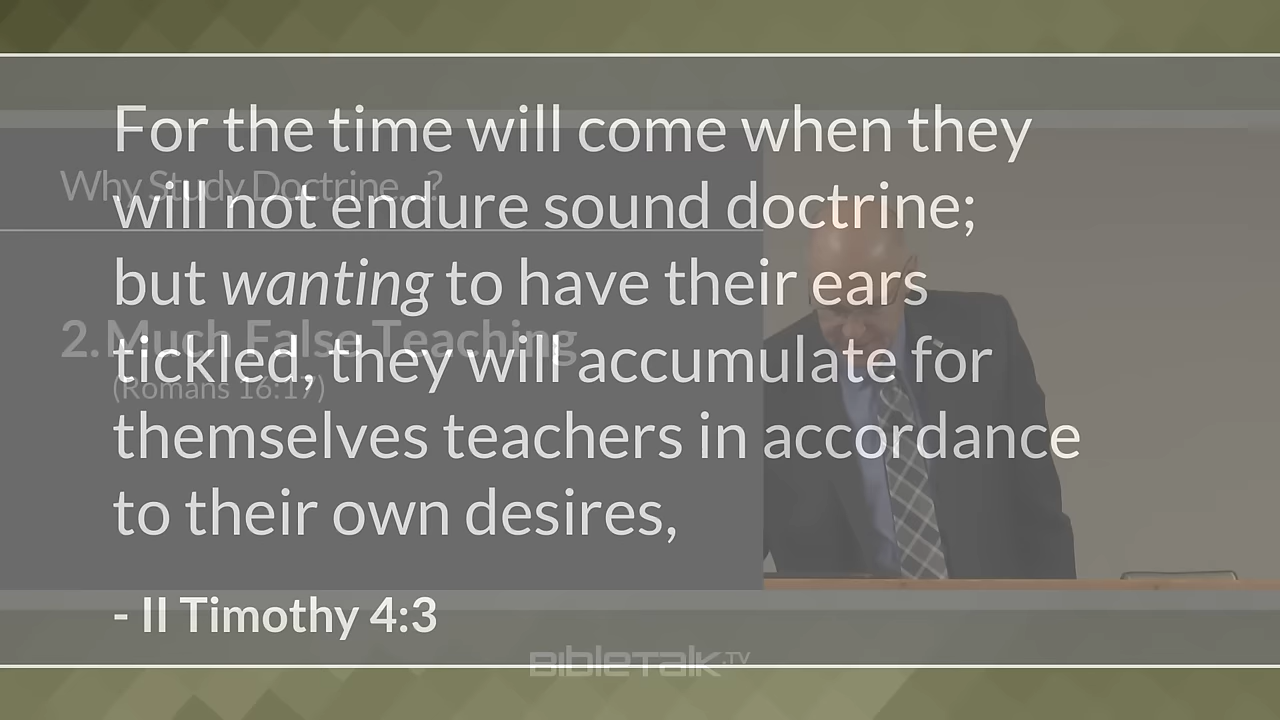 For the time will come when they
Why Study Doctrine...?
will not endure sound doctrine;
but wanting to have their ears
2. Much False Teaching
tickled, they will accumulate for
(Romans 16:17)
themselves teachers in accordance
to their own desires,
- II Timothy 4:3
BibleTalk.TV